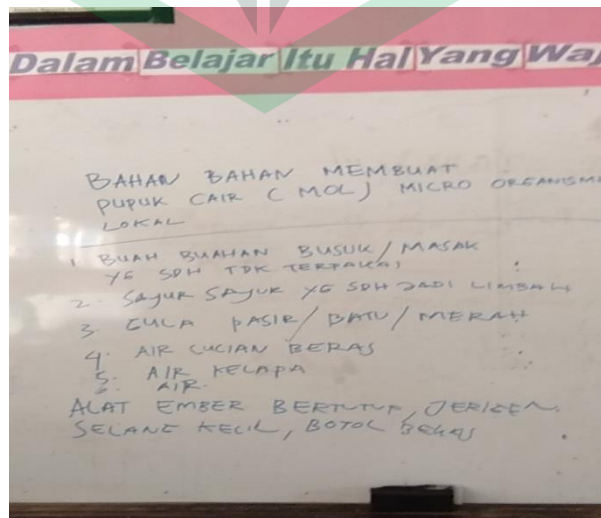 Dalam Belajar Itu Hal Yang Waj
BAHAN BAHAN MEMBUAT
PUPUK CAIR ( MOL ) MICRO ORGANISME
LOKAL
1. BUAH BUAHAN BUSUK / MASAK
YG SDH TDK TERPAKAI
2. SAYUR SAYUR YG SDH JADI LIMBAH
3. GULA PASIR / BATU / MERAH
4. AIR CUCIAN BERAS
5. AIR KELAPA
6. AIR.
ALAT EMBER BERTUTUP, JERIGEN.
SELANG KECIL, BOTOL BEKAS